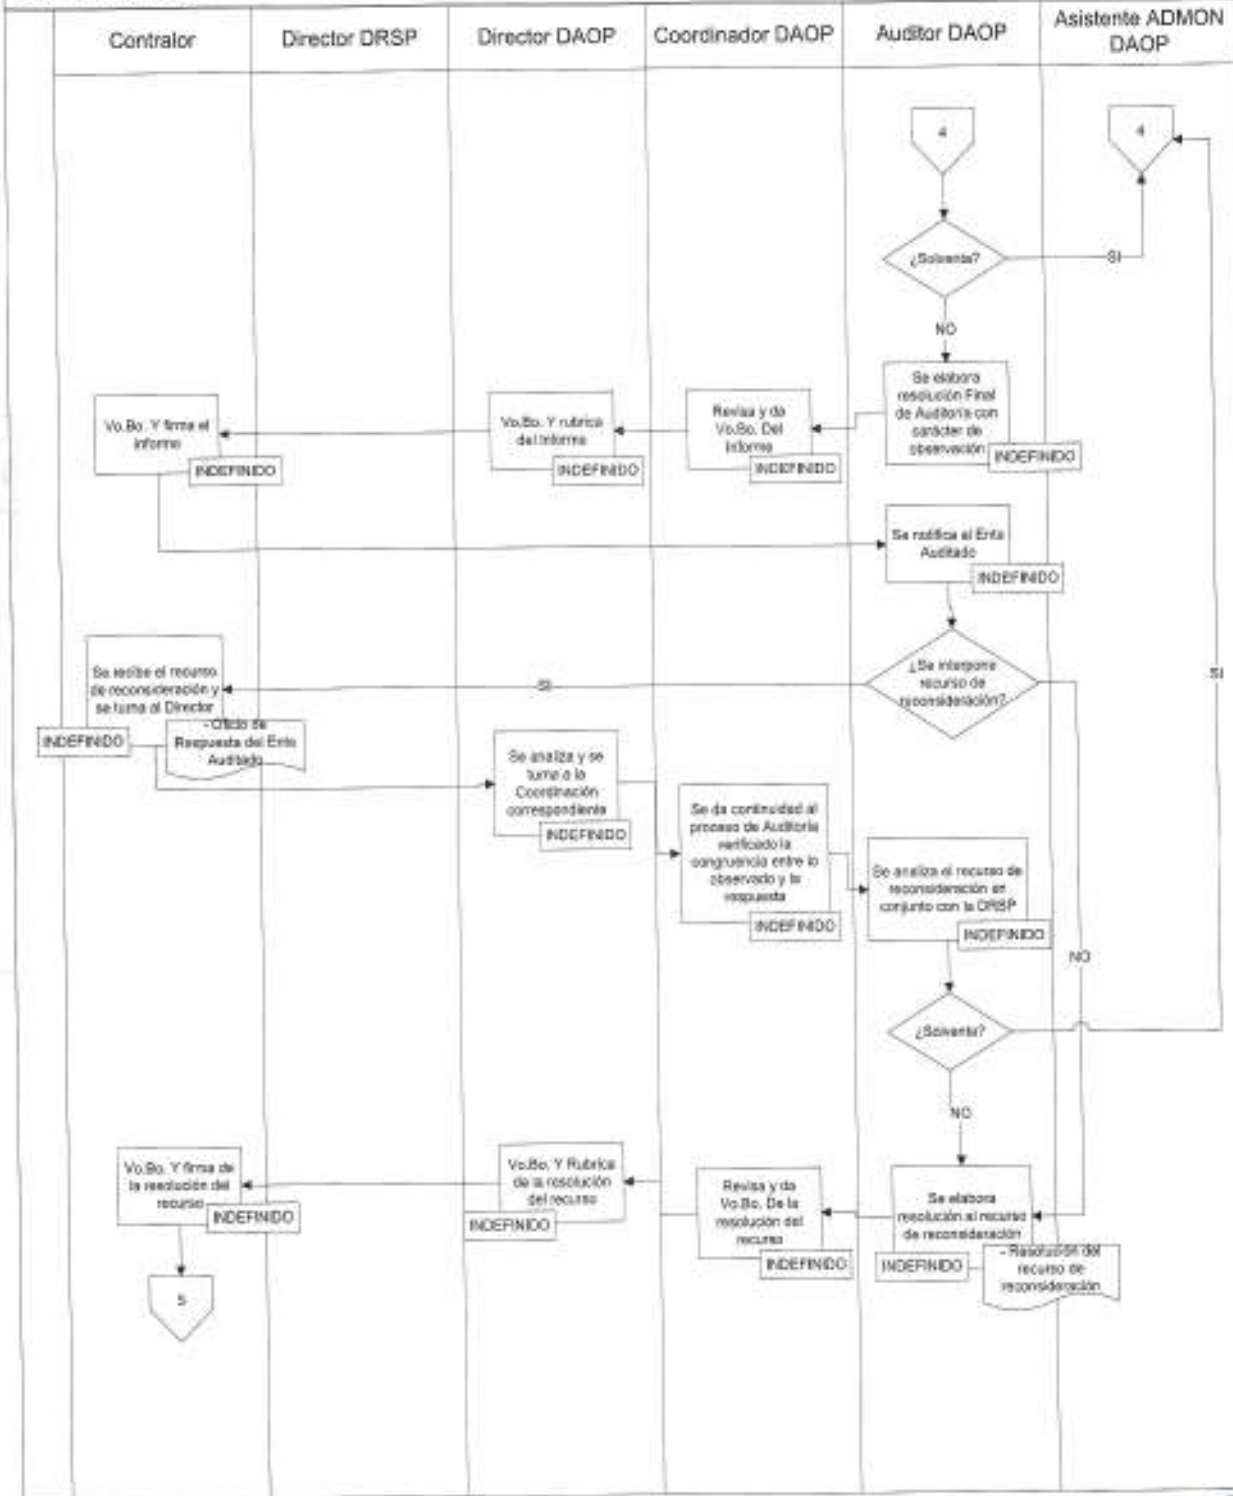 Contralor
Director DRSP
Director DAOP
Coordinador DAOP
Auditor DAOP
Asistente ADMON
DAOP
4
4
¿Solventa?
SI
NO
Se elabora
resolución Final
de Auditoría con
carácter de
observación
INDEFINIDO
Revisa y da
Vo.Bo. Del
informe
INDEFINIDO
Vo.Bo. Y rubrica
del Informe
INDEFINIDO
Vo.Bo. Y firma el
informe
INDEFINIDO
Se notifica al Ente
Auditado
INDEFINIDO
¿Se interpone
recurso de
reconsideración?
SI
NO
SI
Se recibe el recurso
de reconsideración y
se turna al Director
INDEFINIDO
- Oficio de
Respuesta del Ente
Auditado
Se analiza y se
turna a la
Coordinación
correspondiente
INDEFINIDO
Se da continuidad al
proceso de Auditoría
verificado la
congruencia entre lo
observado y la
respuesta
INDEFINIDO
Se analiza el recurso de
reconsideración en
conjunto con la DRSP
INDEFINIDO
¿Solventa?
NO
Se elabora
resolución al recurso
de reconsideración
INDEFINIDO
- Resolución del
recurso de
reconsideración
Revisa y da
Vo.Bo. De la
resolución del
recurso
INDEFINIDO
Vo.Bo. Y Rubrica
de la resolución
del recurso
INDEFINIDO
Vo.Bo. Y firma de
la resolución del
recurso
INDEFINIDO
5